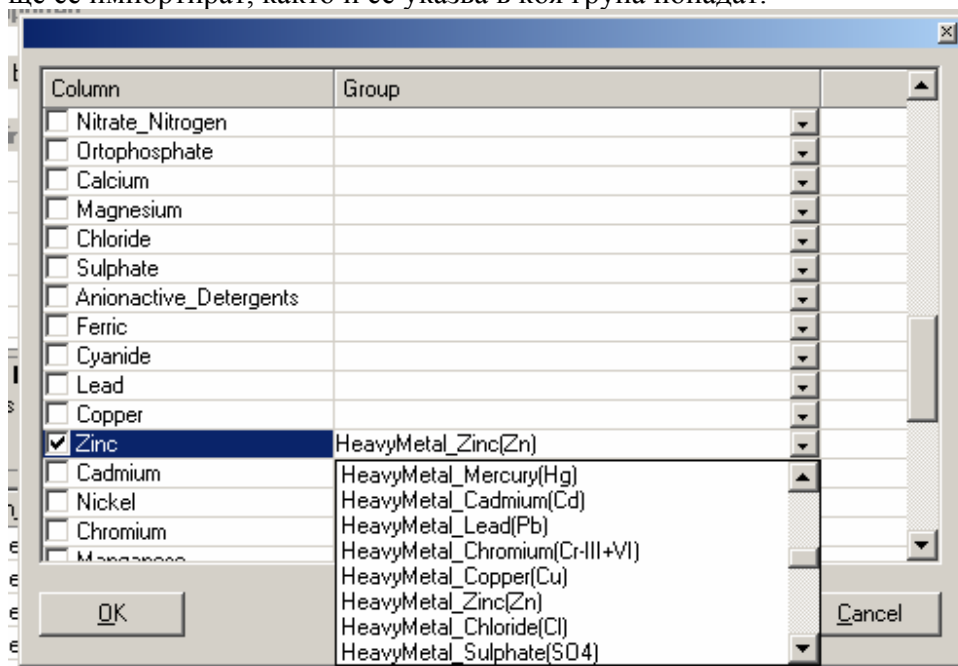 ще се импортират, както и се указва в коя група попадат.
Column Group
Nitrate_Nitrogen
Ortophosphate
Calcium
Magnesium
Chloride
Sulphate
Anionactive_Detergents
Ferric
Cyanide
Lead
Copper
Zinc HeavyMetal_Zinc(Zn)
Cadmium HeavyMetal_Mercury(Hg)
Nickel HeavyMetal_Cadmium(Cd)
Chromium HeavyMetal_Lead(Pb)
Manganese HeavyMetal_Chromium(Cr-III+VI)
HeavyMetal_Copper(Cu)
HeavyMetal_Zinc(Zn)
HeavyMetal_Chloride(Cl)
HeavyMetal_Sulphate(SO4)
OK Cancel